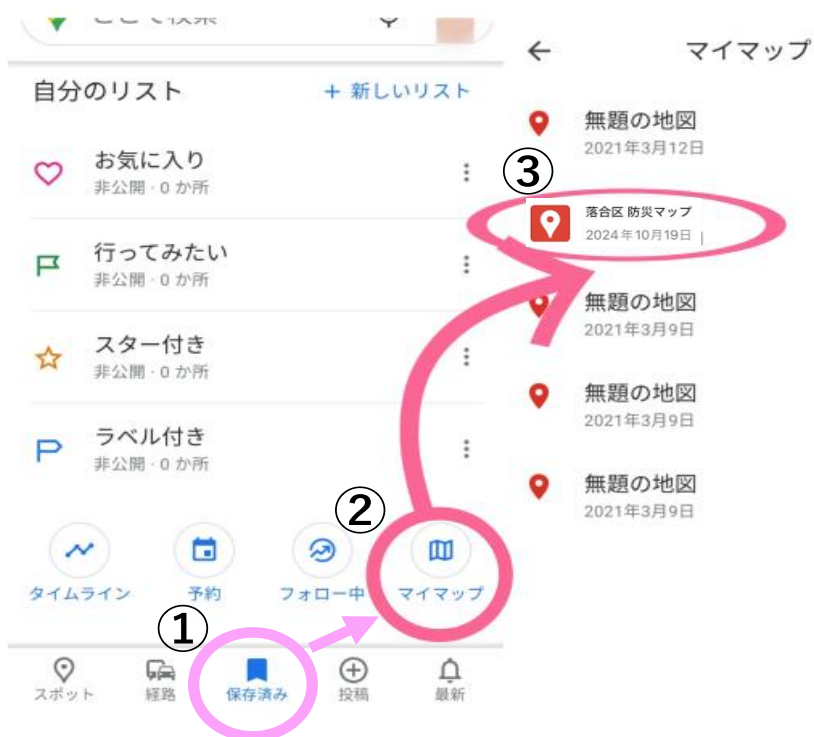 ここで検索
自分のリスト
+ 新しいリスト
お気に入り
非公開・0 か所
行ってみたい
非公開・0 か所
スター付き
非公開・0 か所
ラベル付き
非公開・0 か所
②
タイムライン
予約
フォロー中
マイマップ
①
スポット
経路
保存済み
投稿
最新
マイマップ
無題の地図
2021年3月12日
③
落合区 防災マップ
2024年10月19日
無題の地図
2021年3月9日
無題の地図
2021年3月9日
無題の地図
2021年3月9日